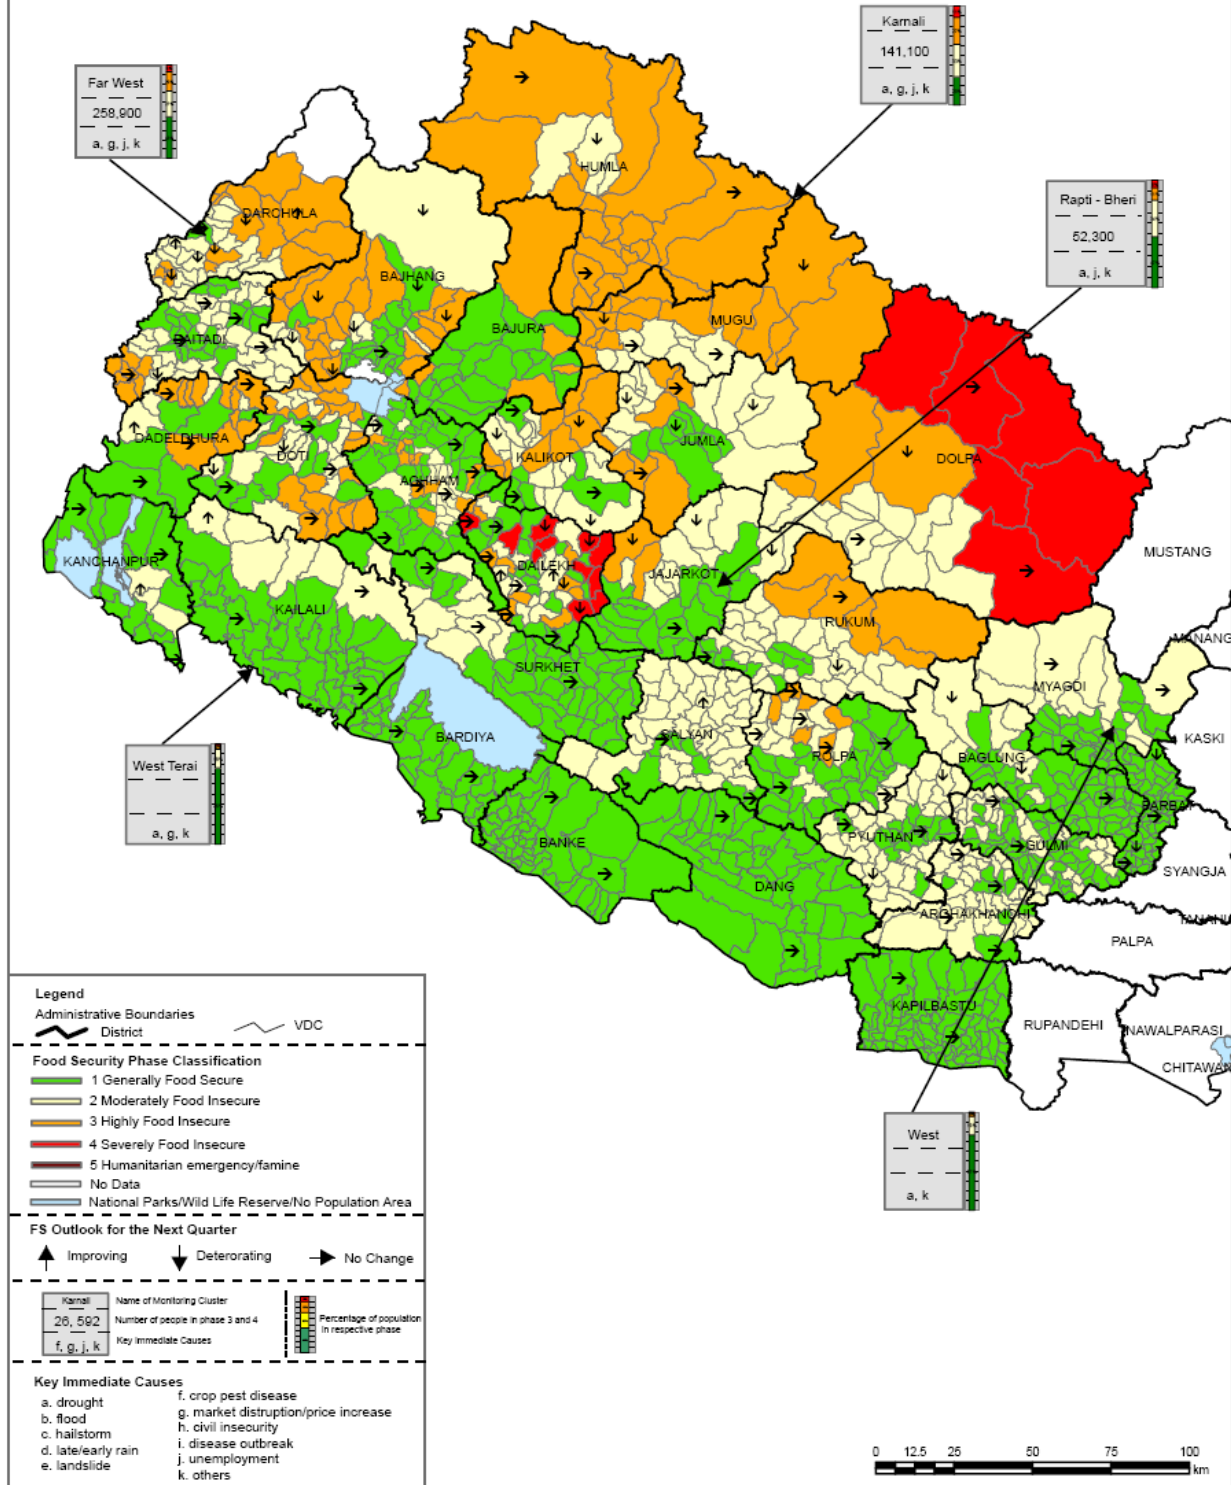 Karnali
141,100
a, g, j, k
Far West
258,900
a, g, j, k
Rapti - Bheri
52,300
a, j, k
HUMLA
DARCHULA
BAJHANG
BAJURA
MUGU
BAITADI
DADELDHURA
DOTI
ACHHAM
KALIKOT
JUMLA
DOLPA
MUSTANG
KANCHANPUR
KAILALI
DAILEKH
JAJARKOT
RUKUM
MANANG
SURKHET
MYAGDI
BARDIYA
SALYAN
ROLPA
BAGLUNG
KASKI
PARBAT
West Terai
a, g, k
BANKE
PYUTHAN
GULMI
SYANGJA
DANG
ARGHAKHANCHI
TANAHU
PALPA
KAPILBASTU
RUPANDEHI
NAWALPARASI
CHITAWAN
West
a, k
Legend
Administrative Boundaries
District
VDC
Food Security Phase Classification
1 Generally Food Secure
2 Moderately Food Insecure
3 Highly Food Insecure
4 Severely Food Insecure
5 Humanitarian emergency/famine
No Data
National Parks/Wild Life Reserve/No Population Area
FS Outlook for the Next Quarter
Improving
Deterorating
No Change
Karnali
26, 592
f, g, j, k
Name of Monitoring Cluster
Number of people in phase 3 and 4
Key Immediate Causes
Percentage of population
in respective phase
Key Immediate Causes
a. drought
b. flood
c. hailstorm
d. late/early rain
e. landslide
f. crop pest disease
g. market distruption/price increase
h. civil insecurity
i. disease outbreak
j. unemployment
k. others
0 12.5 25 50 75 100
km